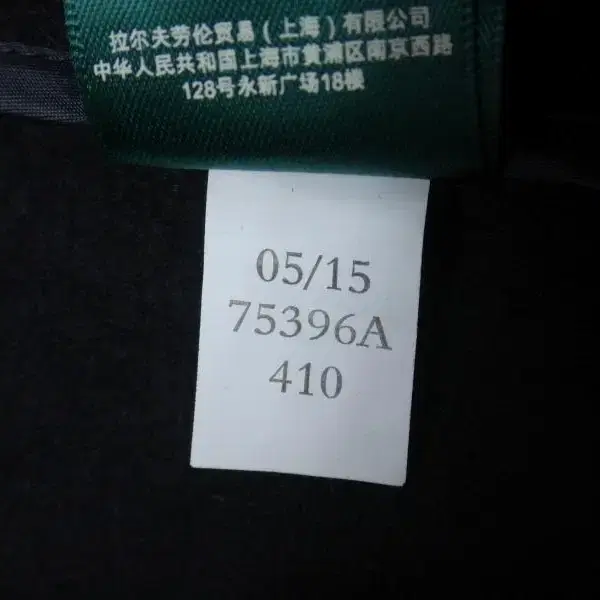 拉尔夫劳伦贸易（上海）有限公司
中华人民共和国上海市黄浦区南京西路
128号永新广场18楼
05/15
75396A
410